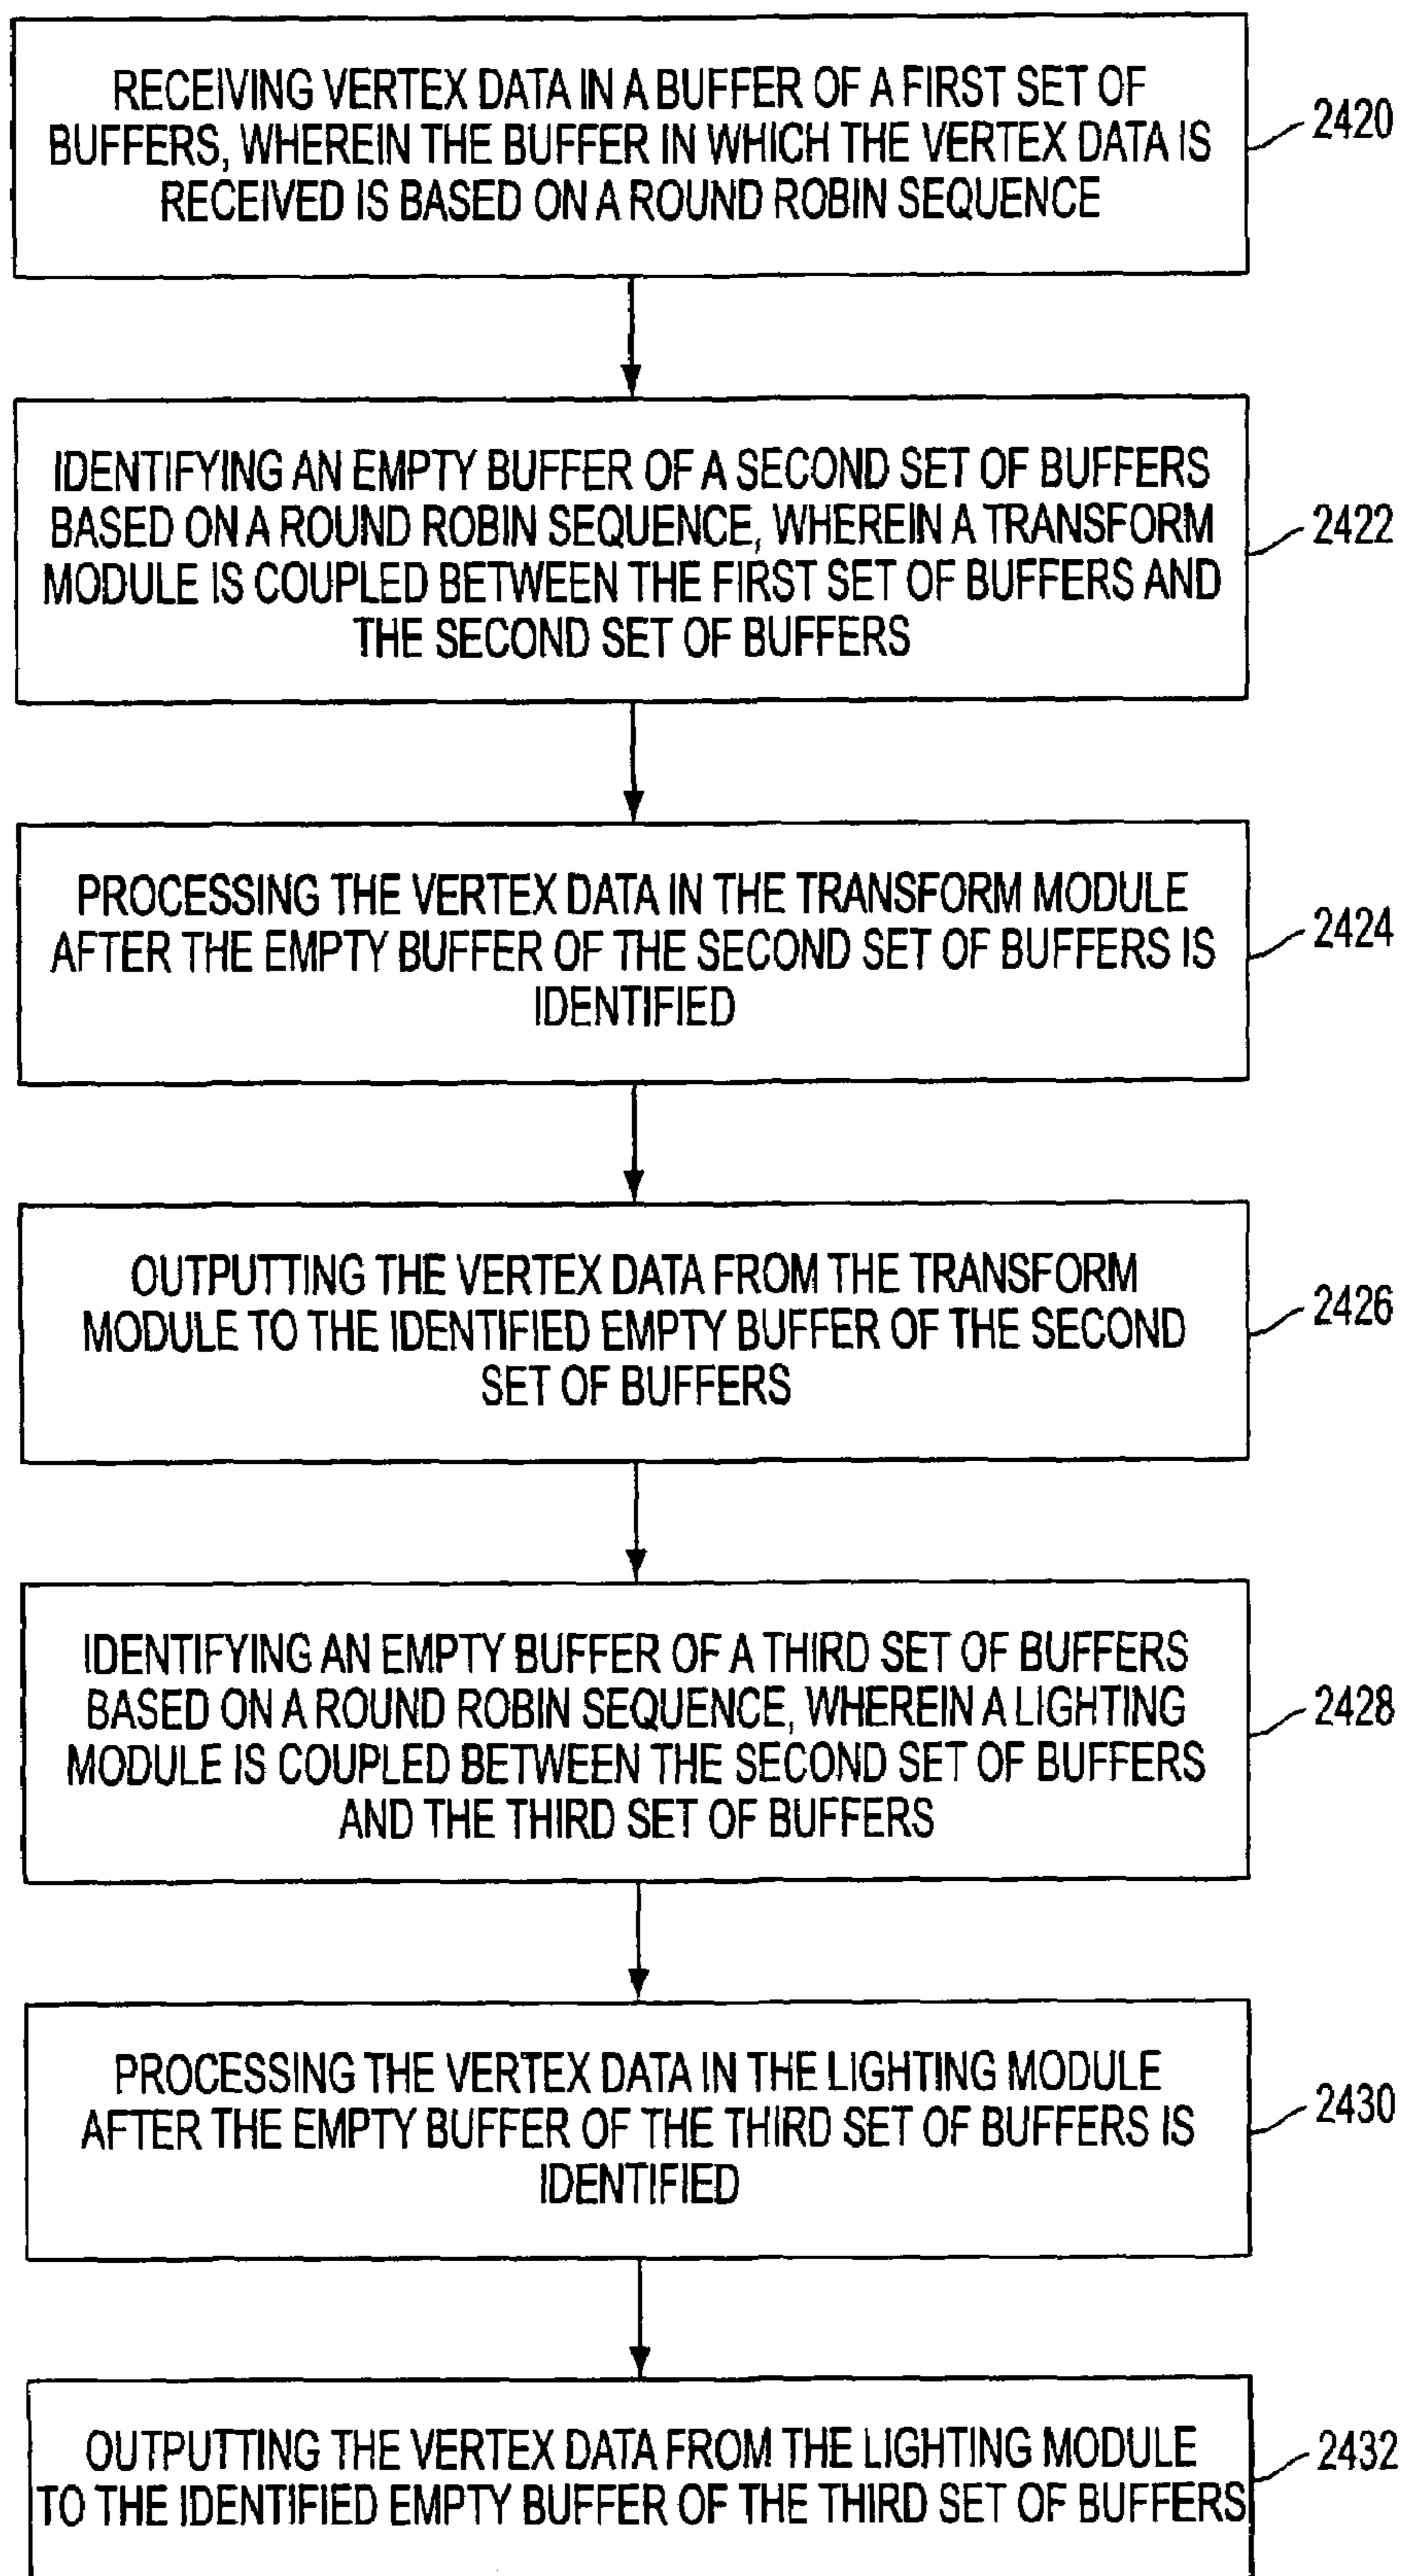 RECEIVING VERTEX DATA IN A BUFFER OF A FIRST SET OF
BUFFERS, WHEREIN THE BUFFER IN WHICH THE VERTEX DATA IS
RECEIVED IS BASED ON A ROUND ROBIN SEQUENCE
2420
IDENTIFYING AN EMPTY BUFFER OF A SECOND SET OF BUFFERS
BASED ON A ROUND ROBIN SEQUENCE, WHEREIN A TRANSFORM
MODULE IS COUPLED BETWEEN THE FIRST SET OF BUFFERS AND
THE SECOND SET OF BUFFERS
2422
PROCESSING THE VERTEX DATA IN THE TRANSFORM MODULE
AFTER THE EMPTY BUFFER OF THE SECOND SET OF BUFFERS IS
IDENTIFIED
2424
OUTPUTTING THE VERTEX DATA FROM THE TRANSFORM
MODULE TO THE IDENTIFIED EMPTY BUFFER OF THE SECOND
SET OF BUFFERS
2426
IDENTIFYING AN EMPTY BUFFER OF A THIRD SET OF BUFFERS
BASED ON A ROUND ROBIN SEQUENCE, WHEREIN A LIGHTING
MODULE IS COUPLED BETWEEN THE SECOND SET OF BUFFERS
AND THE THIRD SET OF BUFFERS
2428
PROCESSING THE VERTEX DATA IN THE LIGHTING MODULE
AFTER THE EMPTY BUFFER OF THE THIRD SET OF BUFFERS IS
IDENTIFIED
2430
OUTPUTTING THE VERTEX DATA FROM THE LIGHTING MODULE
TO THE IDENTIFIED EMPTY BUFFER OF THE THIRD SET OF BUFFERS
2432